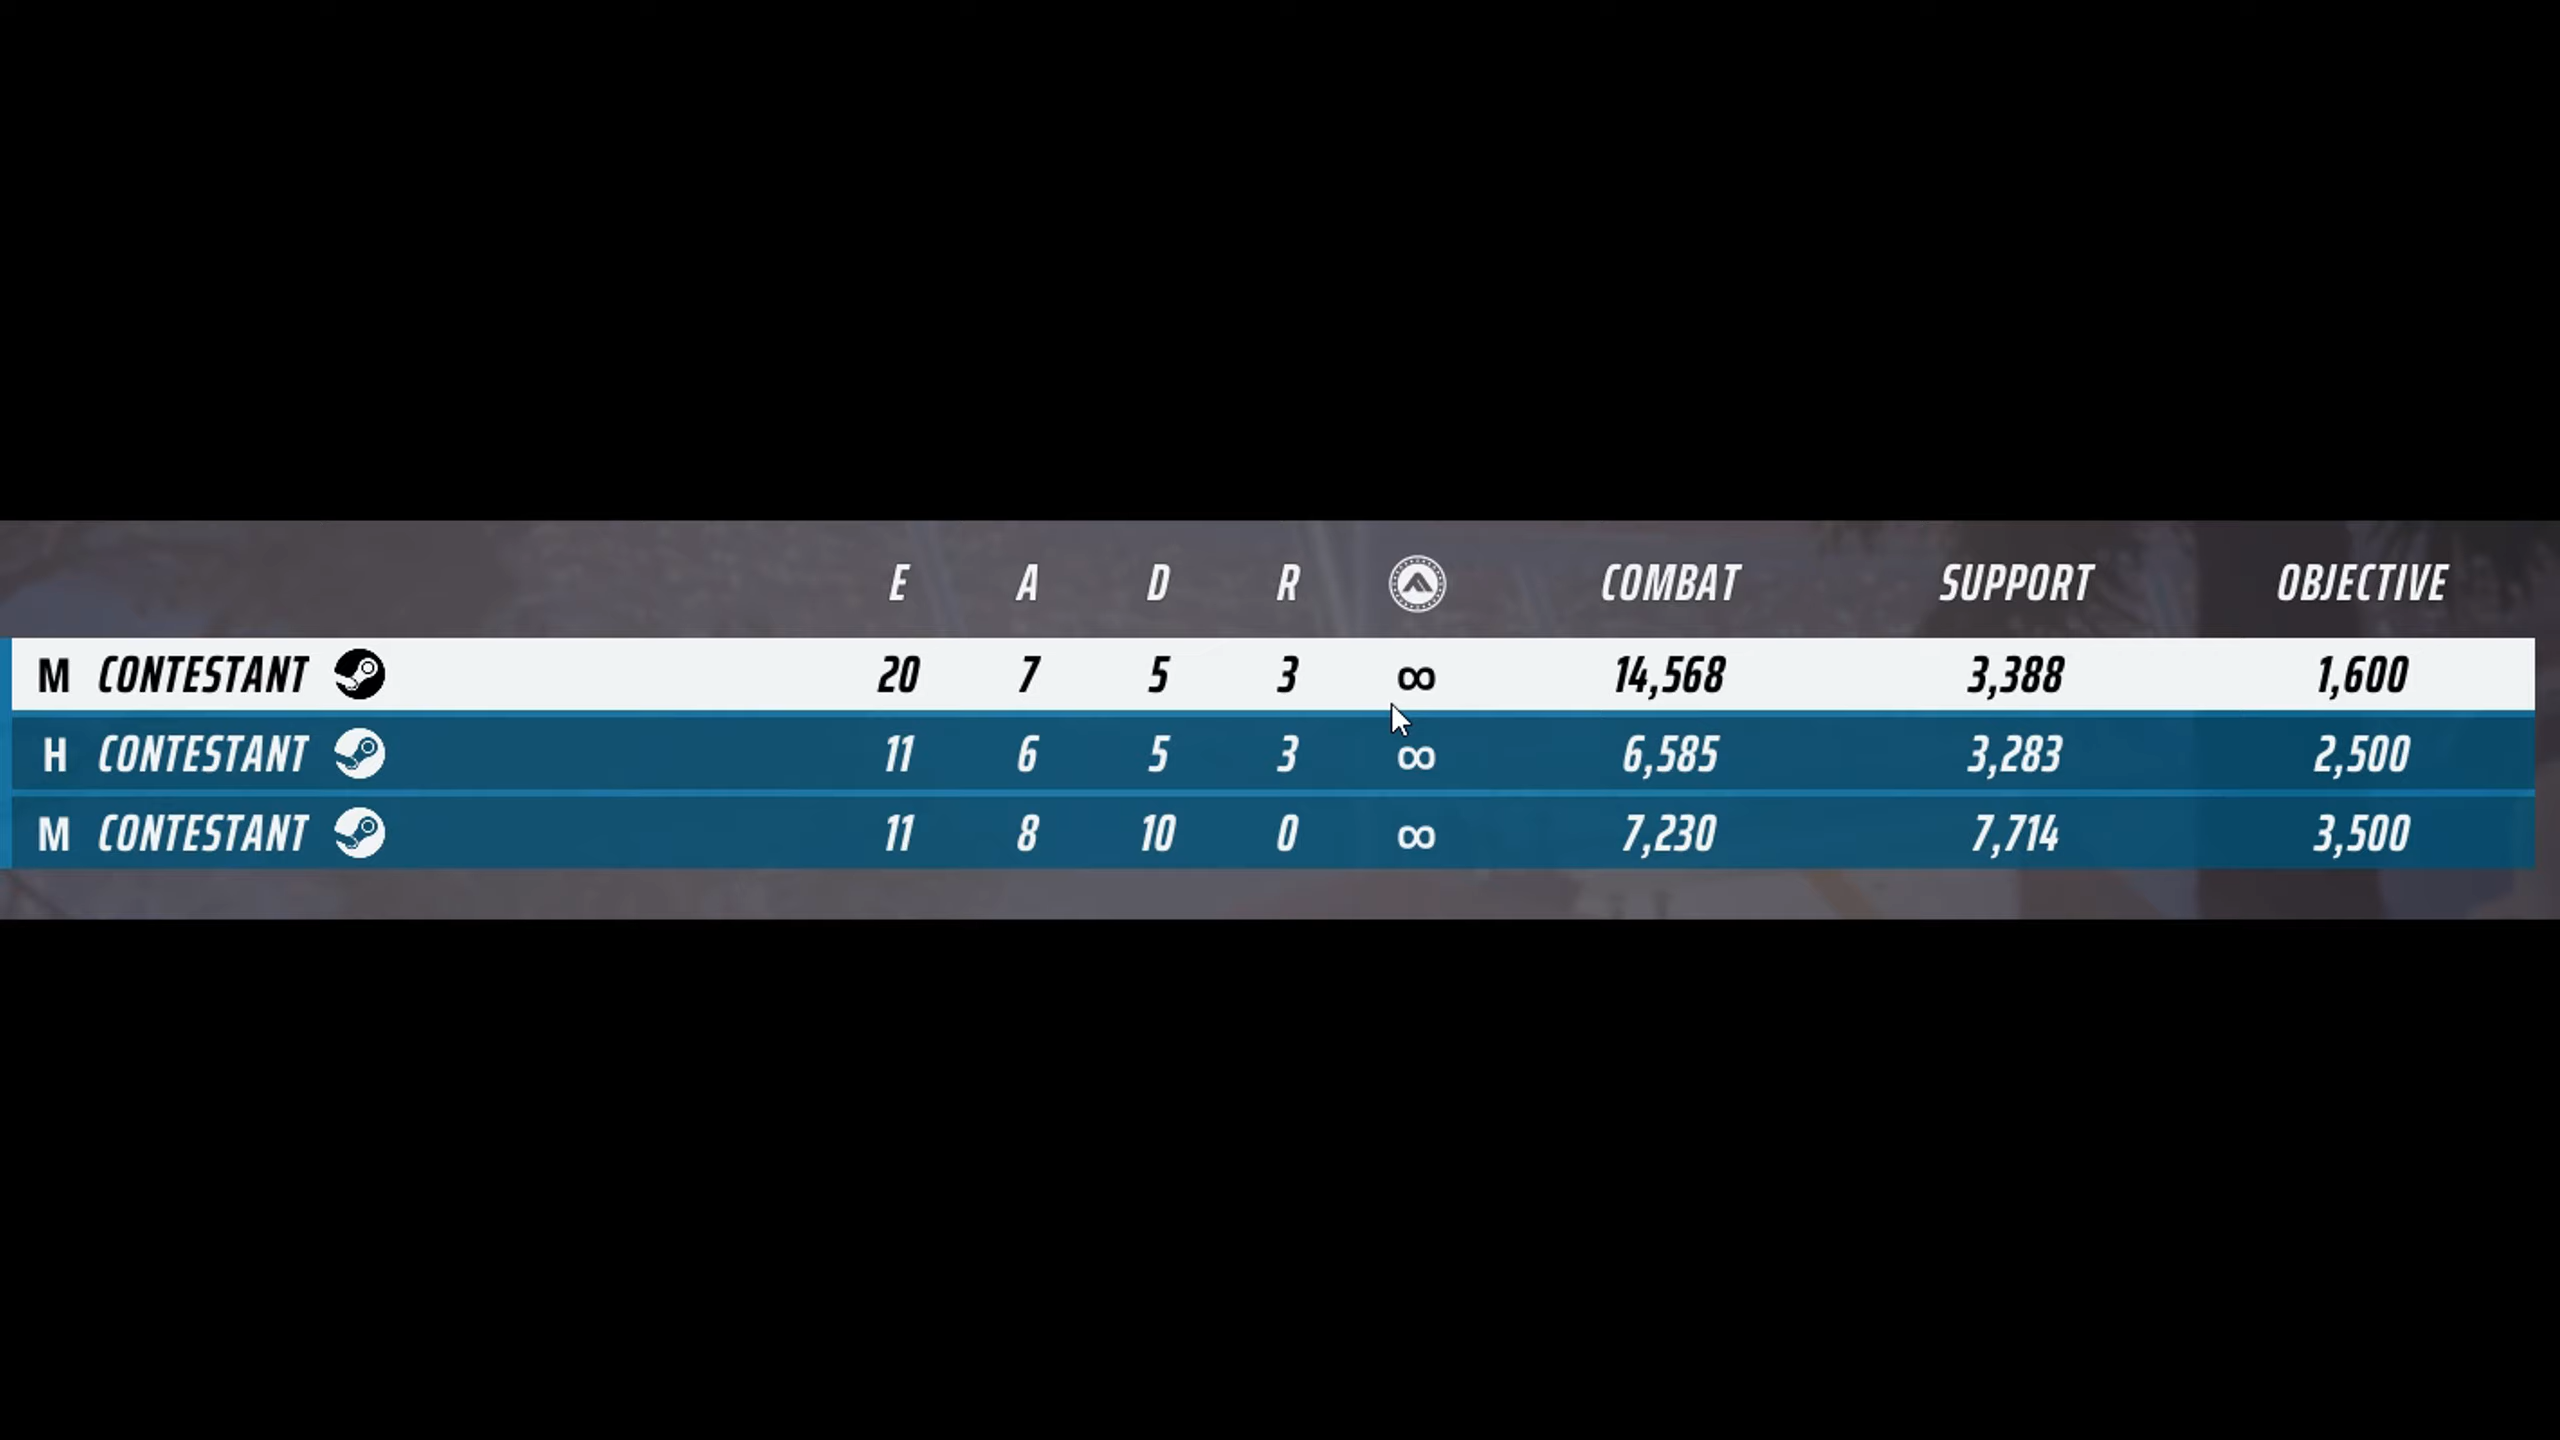 E A D R COMBAT SUPPORT OBJECTIVE
M CONTESTANT 20 7 5 3 ∞ 14,568 3,388 1,600
H CONTESTANT 11 6 5 3 ∞ 6,585 3,283 2,500
M CONTESTANT 11 8 10 0 ∞ 7,230 7,714 3,500